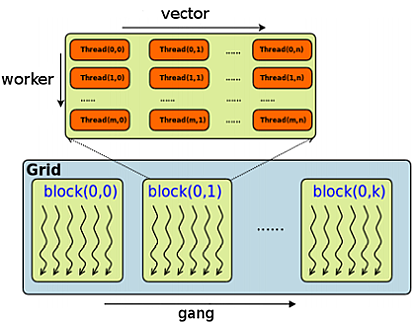 vector
worker
Thread(0,0) Thread(0,1) ...... Thread(0,n)
Thread(1,0) Thread(1,1) ...... Thread(1,n)
...... ...... ...... ......
Thread(m,0) Thread(m,1) ...... Thread(m,n)
Grid
block(0,0) block(0,1) ...... block(0,k)
gang